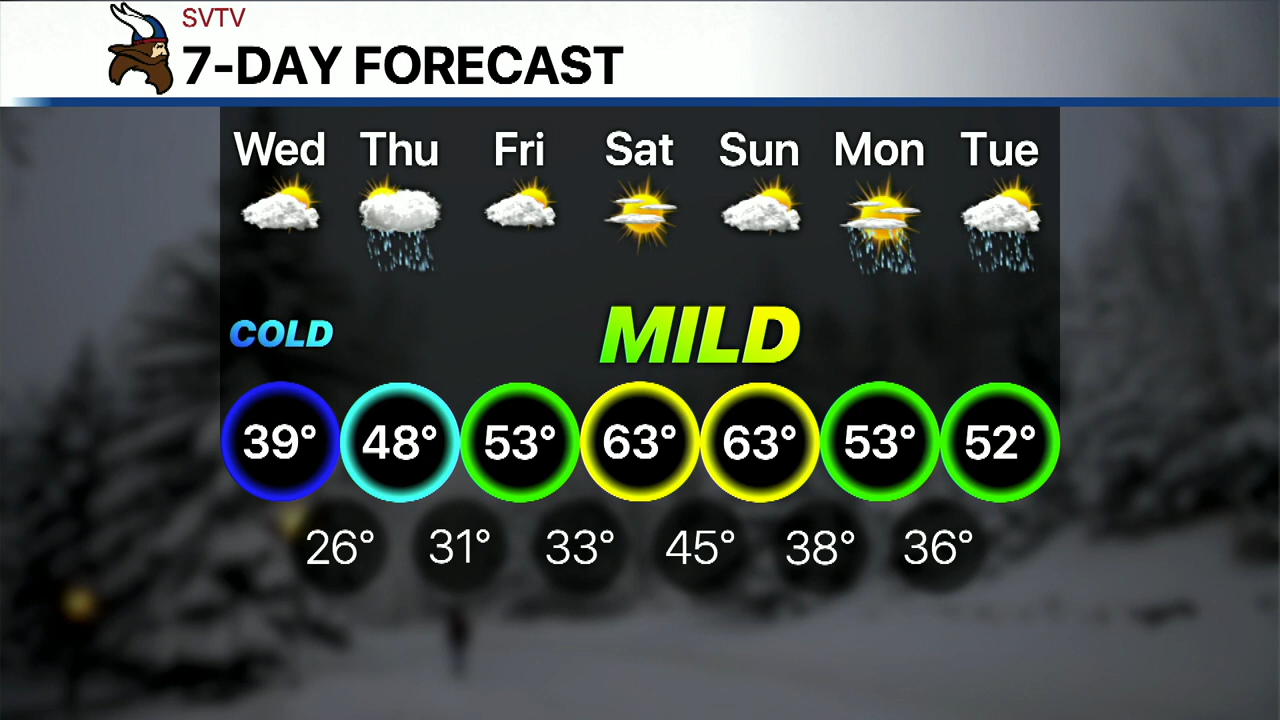 SVTV
7-DAY FORECAST
Wed Thu Fri Sat Sun Mon Tue
COLD MILD
39° 48° 53° 63° 63° 53° 52°
26° 31° 33° 45° 38° 36°